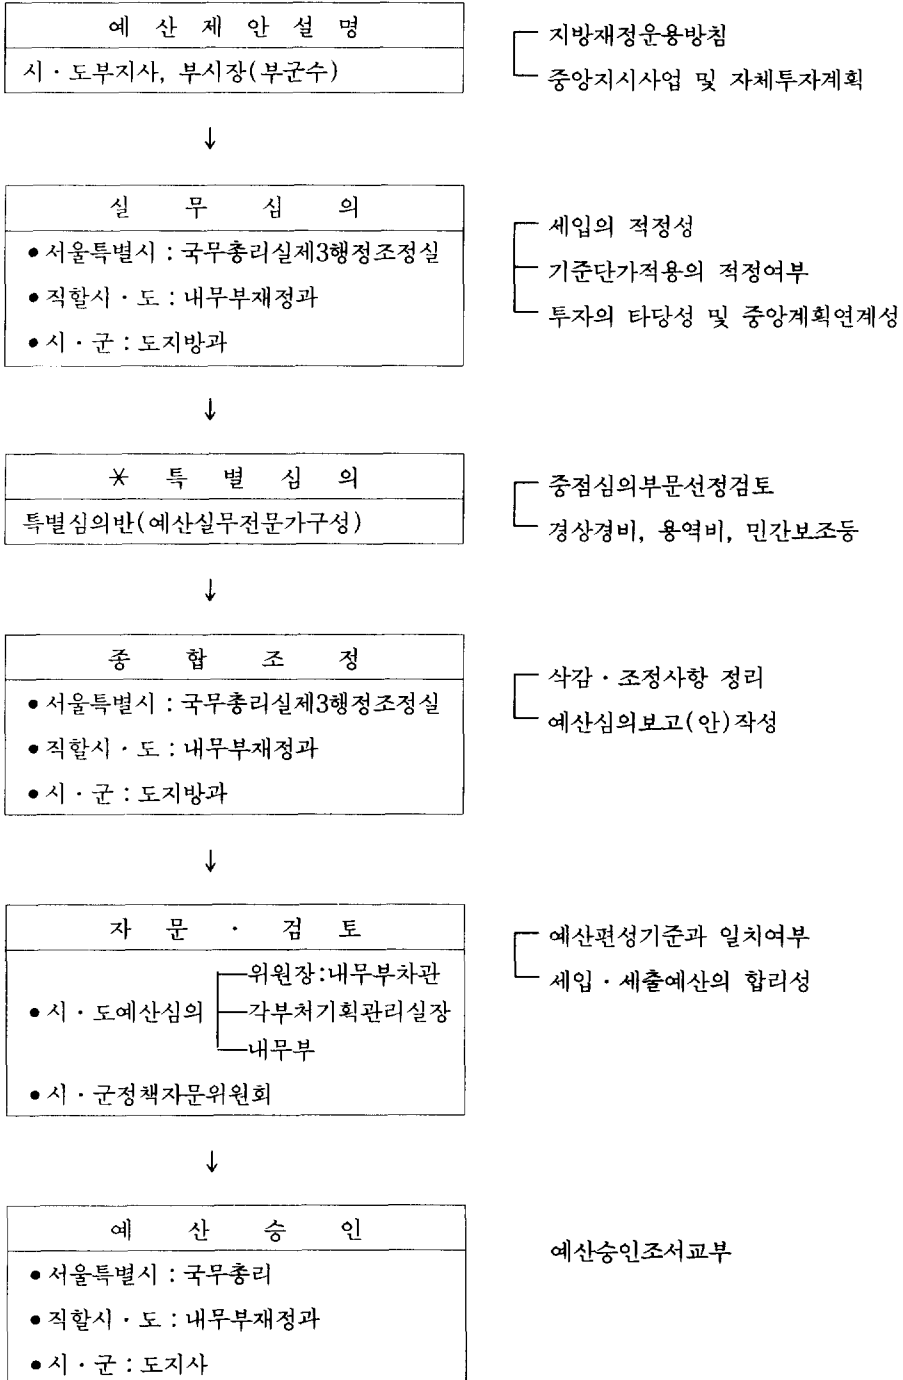 예 산 제 안 설 명
시·도부지사, 부시장(부군수)
지방재정운용방침
중앙지시사업 및 자체투자계획
↓
실 무 심 의
● 서울특별시 : 국무총리실제3행정조정실
● 직할시·도 : 내무부재정과
● 시·군 : 도지방과
세입의 적정성
기준단가적용의 적정여부
투자의 타당성 및 중앙계획연계성
↓
※ 특 별 심 의
특별심의반(예산실무전문가구성)
중점심의부문선정검토
경상경비, 용역비, 민간보조등
↓
종 합 조 정
● 서울특별시 : 국무총리실제3행정조정실
● 직할시·도 : 내무부재정과
● 시·군 : 도지방과
삭감·조정사항 정리
예산심의보고(안)작성
↓
자 문 · 검 토
위원장:내무부차관
● 시·도예산심의 각부처기획관리실장
내무부
● 시·군정책자문위원회
예산편성기준과 일치여부
세입·세출예산의 합리성
↓
예 산 승 인
● 서울특별시 : 국무총리
● 직할시·도 : 내무부재정과
● 시·군 : 도지사
예산승인조서교부